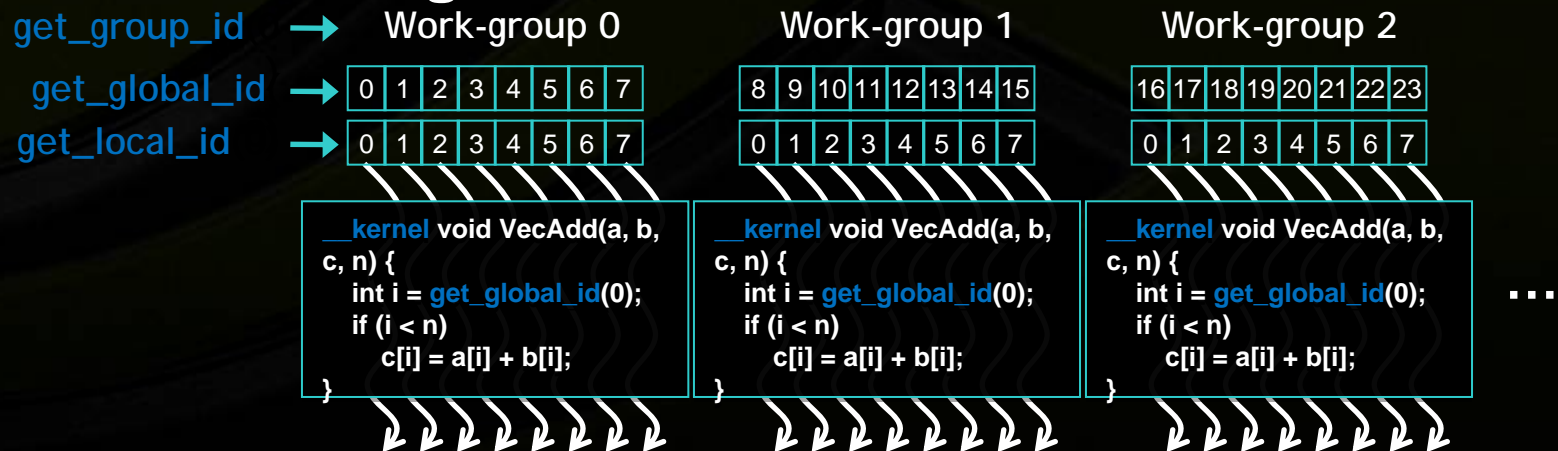 get_group_id Work-group 0 Work-group 1 Work-group 2
get_global_id 0 1 2 3 4 5 6 7 8 9 10 11 12 13 14 15 16 17 18 19 20 21 22 23
get_local_id 0 1 2 3 4 5 6 7 0 1 2 3 4 5 6 7 0 1 2 3 4 5 6 7
__kernel void VecAdd(a, b,
c, n) {
int i = get_global_id(0);
if (i < n)
c[i] = a[i] + b[i];
}
__kernel void VecAdd(a, b,
c, n) {
int i = get_global_id(0);
if (i < n)
c[i] = a[i] + b[i];
}
__kernel void VecAdd(a, b,
c, n) {
int i = get_global_id(0);
if (i < n)
c[i] = a[i] + b[i];
}
...